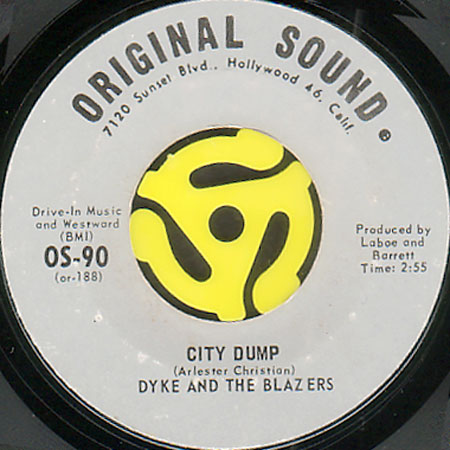 ORIGINAL SOUND®
7120 Sunset Blvd., Hollywood 46, Calif.
Drive-In Music
and Westward
(BMI)
OS-90
(or-188)
Produced by
Laboe and
Barrett
Time: 2:55
CITY DUMP
(Arlester Christian)
DYKE AND THE BLAZERS